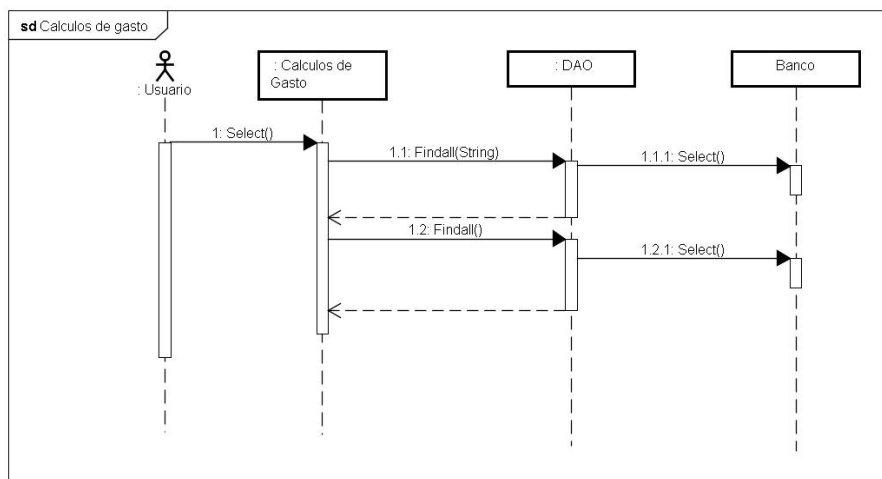 sd Calculos de gasto
: Usuario
: Calculos de
Gasto
: DAO
Banco
1: Select()
1.1: Findall(String)
1.1.1: Select()
1.2: Findall()
1.2.1: Select()